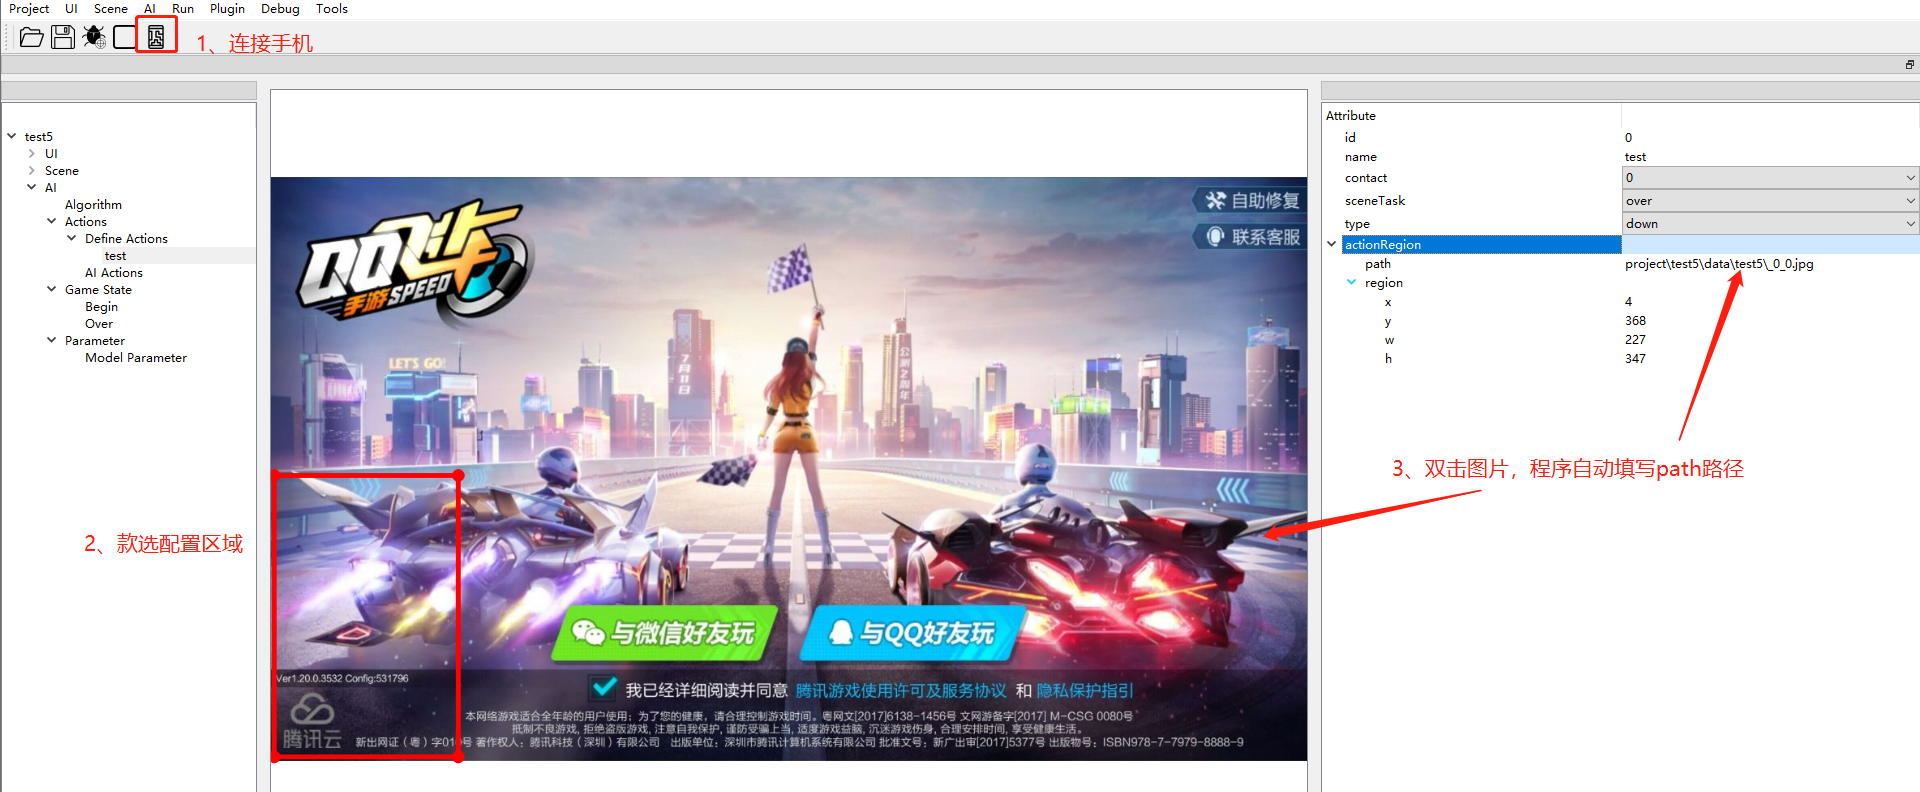 Project UI Scene AI Run Plugin Debug Tools
1、连接手机
test5
UI
Scene
AI
Algorithm
Actions
Define Actions
test
AI Actions
Game State
Begin
Over
Parameter
Model Parameter
2、款选配置区域
QQ飞车
手游SPEED
自助修复
联系客服
LET'S GO!
7月11日
公测2周年
与微信好友玩
与QQ好友玩
Ver1.20.0.3532 Config:531796
我已经详细阅读并同意 腾讯游戏使用许可及服务协议 和 隐私保护指引
本网络游戏适合全年龄的用户使用；为了您的健康，请合理控制游戏时间。粤网文[2017]6138-1456号 文网游备字[2017] M-CSG 0080号
抵制不良游戏, 拒绝盗版游戏, 注意自我保护, 谨防受骗上当, 适度游戏益脑, 沉迷游戏伤身, 合理安排时间, 享受健康生活。
腾讯云
新出网证（粤）字010号 著作权人：腾讯科技（深圳）有限公司 出版单位：深圳市腾讯计算机系统有限公司 批准文号：新广出审[2017]5377号 出版物号：ISBN978-7-7979-8888-9
Attribute
id 0
name test
contact 0
sceneTask over
type down
actionRegion
path project\test5\data\test5\_0_0.jpg
region
x 4
y 368
w 227
h 347
3、双击图片，程序自动填写path路径